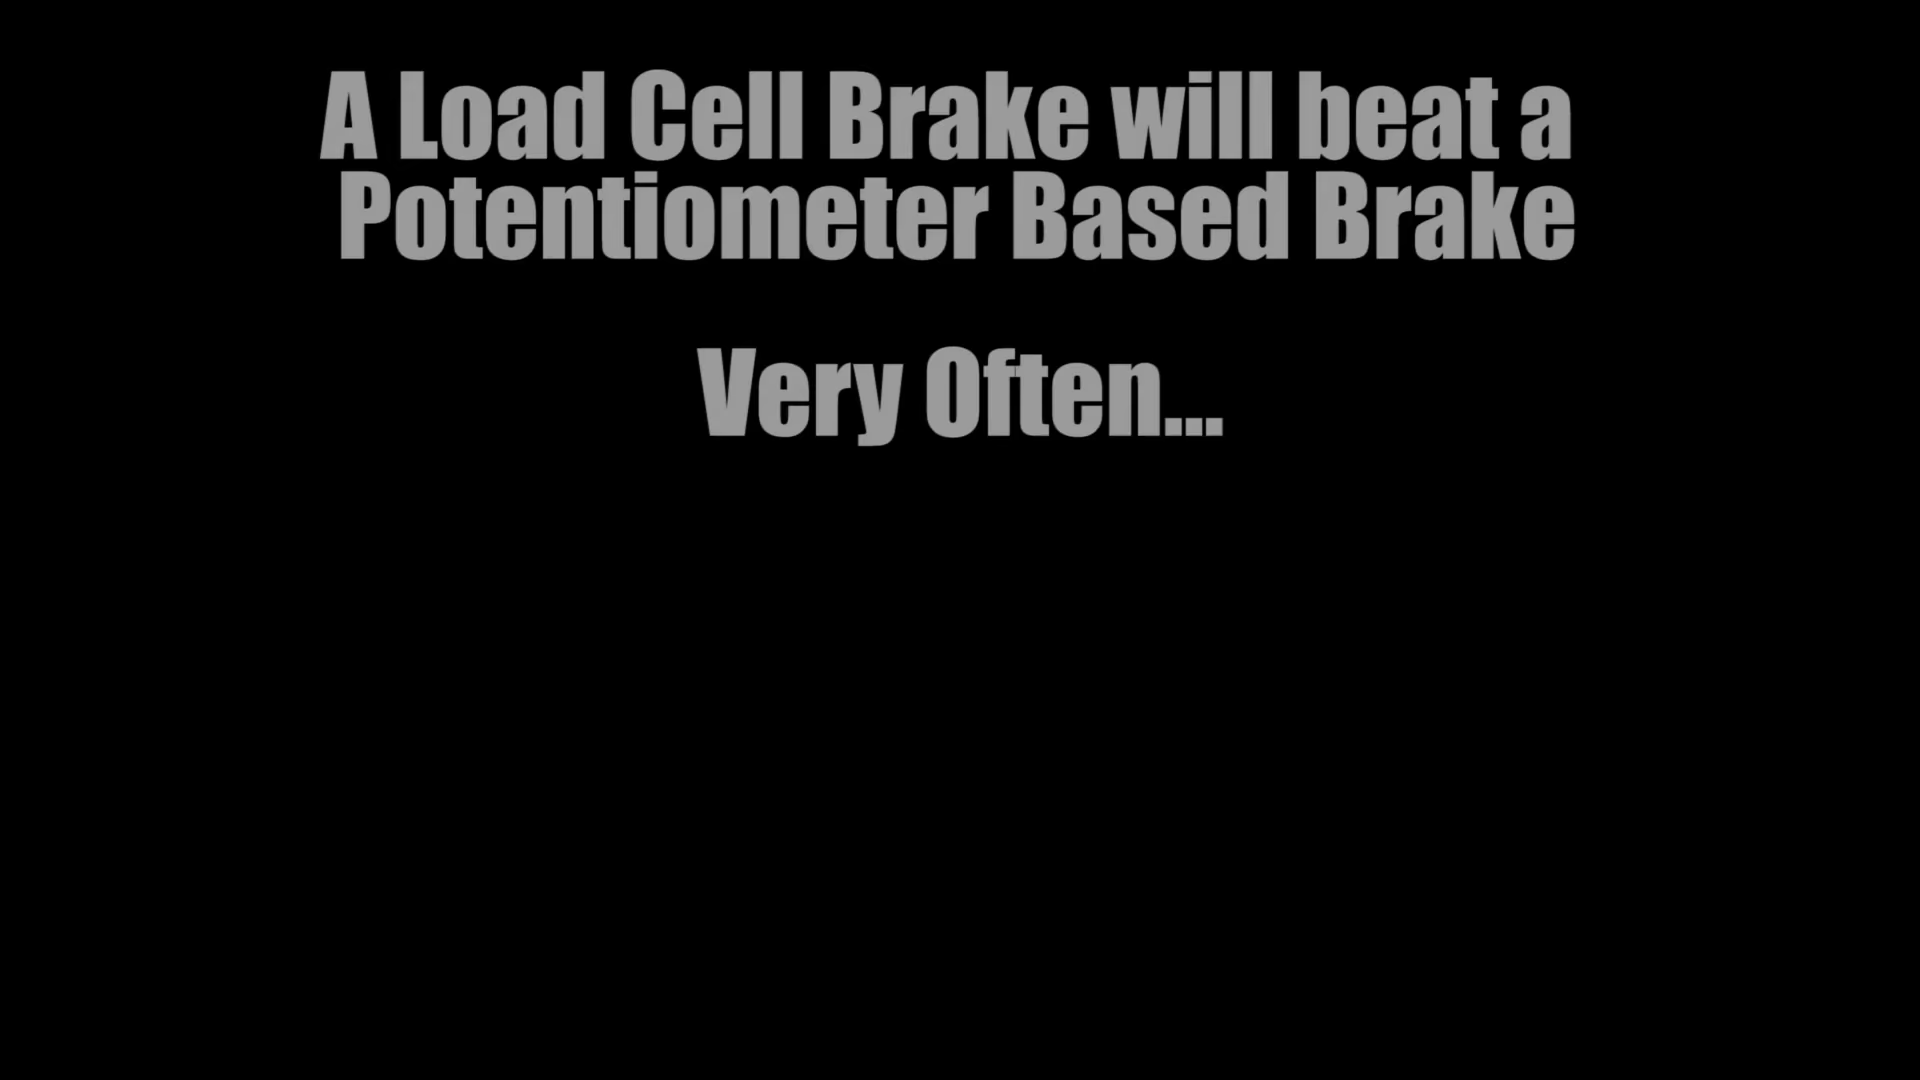 A Load Cell Brake will beat a
Potentiometer Based Brake
Very Often...